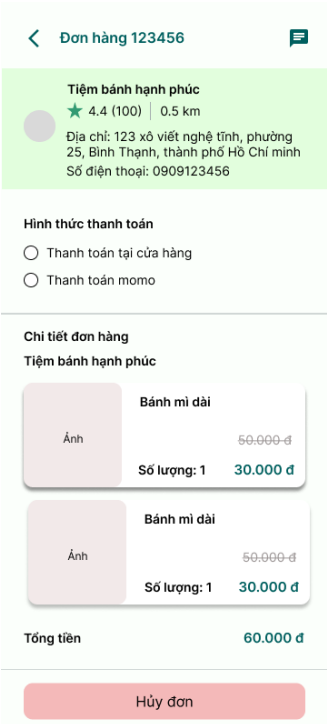 Đơn hàng 123456
Tiệm bánh hạnh phúc
4.4 (100) 0.5 km
Địa chỉ: 123 xô viết nghệ tĩnh, phường
25, Bình Thạnh, thành phố Hồ Chí minh
Số điện thoại: 0909123456
Hình thức thanh toán
Thanh toán tại cửa hàng
Thanh toán momo
Chi tiết đơn hàng
Tiệm bánh hạnh phúc
Bánh mì dài
Ảnh
50.000 đ
Số lượng: 1 30.000 đ
Bánh mì dài
Ảnh
50.000 đ
Số lượng: 1 30.000 đ
Tổng tiền 60.000 đ
Hủy đơn